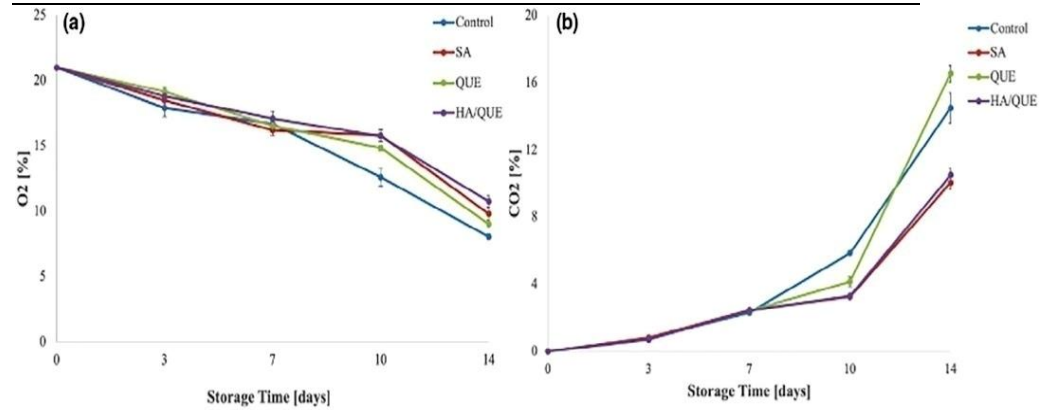 (a)
25
20
15
10
5
0
O2 [%]
0 3 7 10 14
Storage Time [days]
Control
SA
QUE
HA/QUE
(b)
20
16
12
8
4
0
CO2 [%]
0 3 7 10 14
Storage Time [days]
Control
SA
QUE
HA/QUE